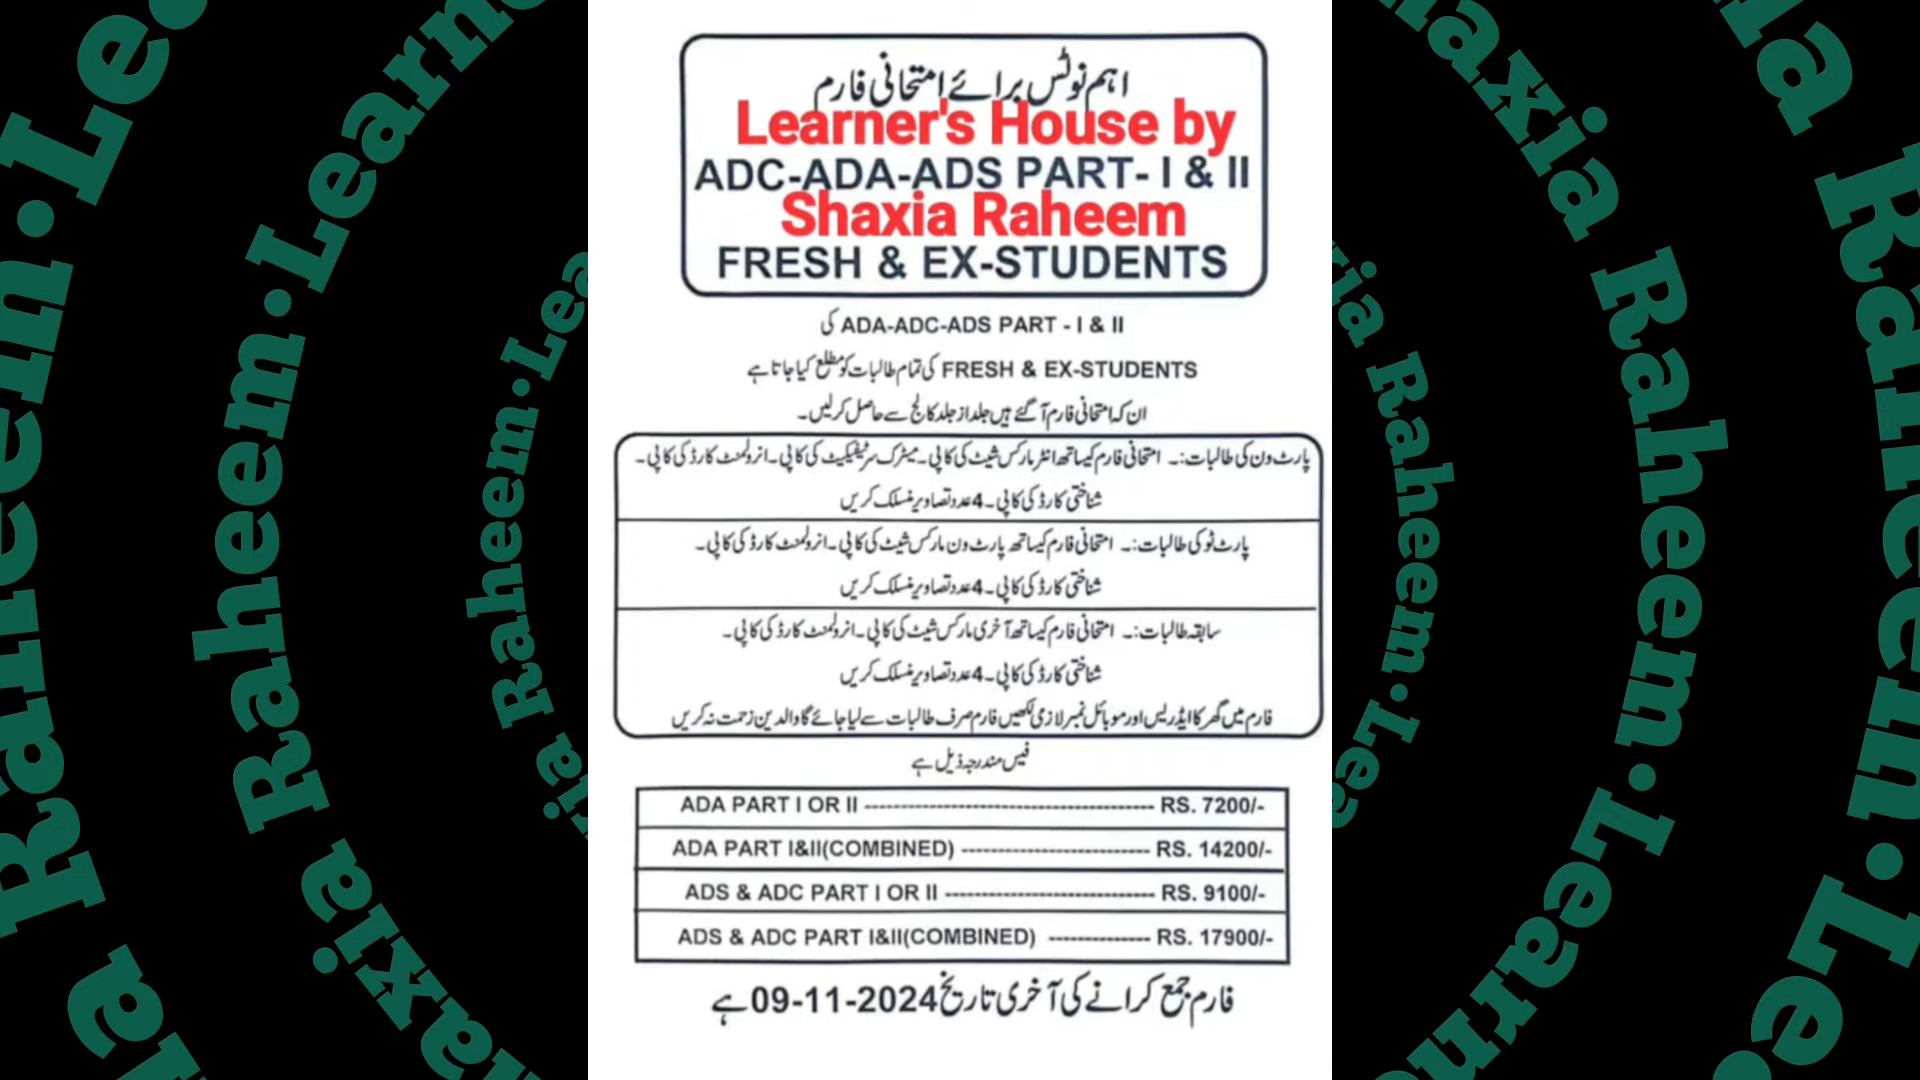 اہم نوٹس برائے امتحانی فارم
Learner's House by
ADC-ADA-ADS PART- I & II
Shaxia Raheem
FRESH & EX-STUDENTS
ADA-ADC-ADS PART - I & II کی
FRESH & EX-STUDENTS کی تمام طالبات کو مطلع کیا جاتا ہے
ان کہ امتحانی فارم آ گئے ہیں جلد از جلد کالج سے حاصل کرلیں۔
پارٹ ون کی طالبات:۔ امتحانی فارم کیساتھ انٹر مارکس شیٹ کی کاپی۔ میٹرک سرٹیفیکیٹ کی کاپی۔ انرولمنٹ کارڈ کی کاپی۔
شناختی کارڈ کی کاپی۔ 4 عدد تصاویر منسلک کریں
پارٹ ٹو کی طالبات:۔ امتحانی فارم کیساتھ پارٹ ون مارکس شیٹ کی کاپی۔ انرولمنٹ کارڈ کی کاپی۔
شناختی کارڈ کی کاپی۔ 4 عدد تصاویر منسلک کریں
سابقہ طالبات:۔ امتحانی فارم کیساتھ آخری مارکس شیٹ کی کاپی۔ انرولمنٹ کارڈ کی کاپی۔
شناختی کارڈ کی کاپی۔ 4 عدد تصاویر منسلک کریں
فارم میں گھر کا ایڈریس اور موبائل نمبر لازمی لکھیں فارم صرف طالبات سے لیا جائے گا والدین زحمت نہ کریں
فیس مندرجہ ذیل ہے
ADA PART I OR II ------------------------------- RS. 7200/-
ADA PART I&II(COMBINED) -------------------- RS. 14200/-
ADS & ADC PART I OR II ---------------------- RS. 9100/-
ADS & ADC PART I&II(COMBINED) ------------- RS. 17900/-
فارم جمع کرانے کی آخری تاریخ 09-11-2024 ہے